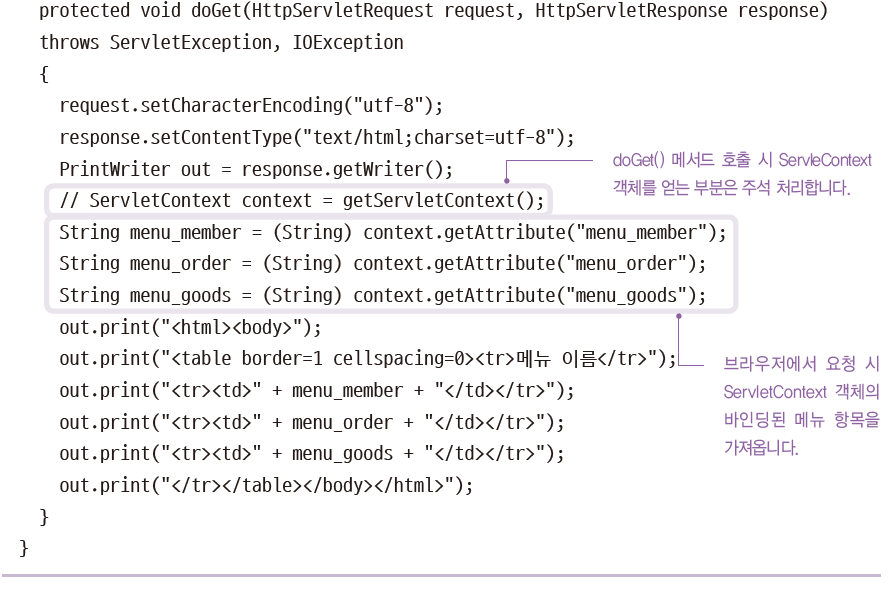 protected void doGet(HttpServletRequest request, HttpServletResponse response)
throws ServletException, IOException
{
request.setCharacterEncoding("utf-8");
response.setContentType("text/html;charset=utf-8");
PrintWriter out = response.getWriter();
// ServletContext context = getServletContext();
doGet() 메서드 호출 시 ServleContext
객체를 얻는 부분은 주석 처리합니다.
String menu_member = (String) context.getAttribute("menu_member");
String menu_order = (String) context.getAttribute("menu_order");
String menu_goods = (String) context.getAttribute("menu_goods");
out.print("<html><body>");
out.print("<table border=1 cellspacing=0><tr>메뉴 이름</tr>");
out.print("<tr><td>" + menu_member + "</td></tr>");
out.print("<tr><td>" + menu_order + "</td></tr>");
out.print("<tr><td>" + menu_goods + "</td></tr>");
out.print("</tr></table></body></html>");
브라우저에서 요청 시
ServletContext 객체의
바인딩된 메뉴 항목을
가져옵니다.
}
}